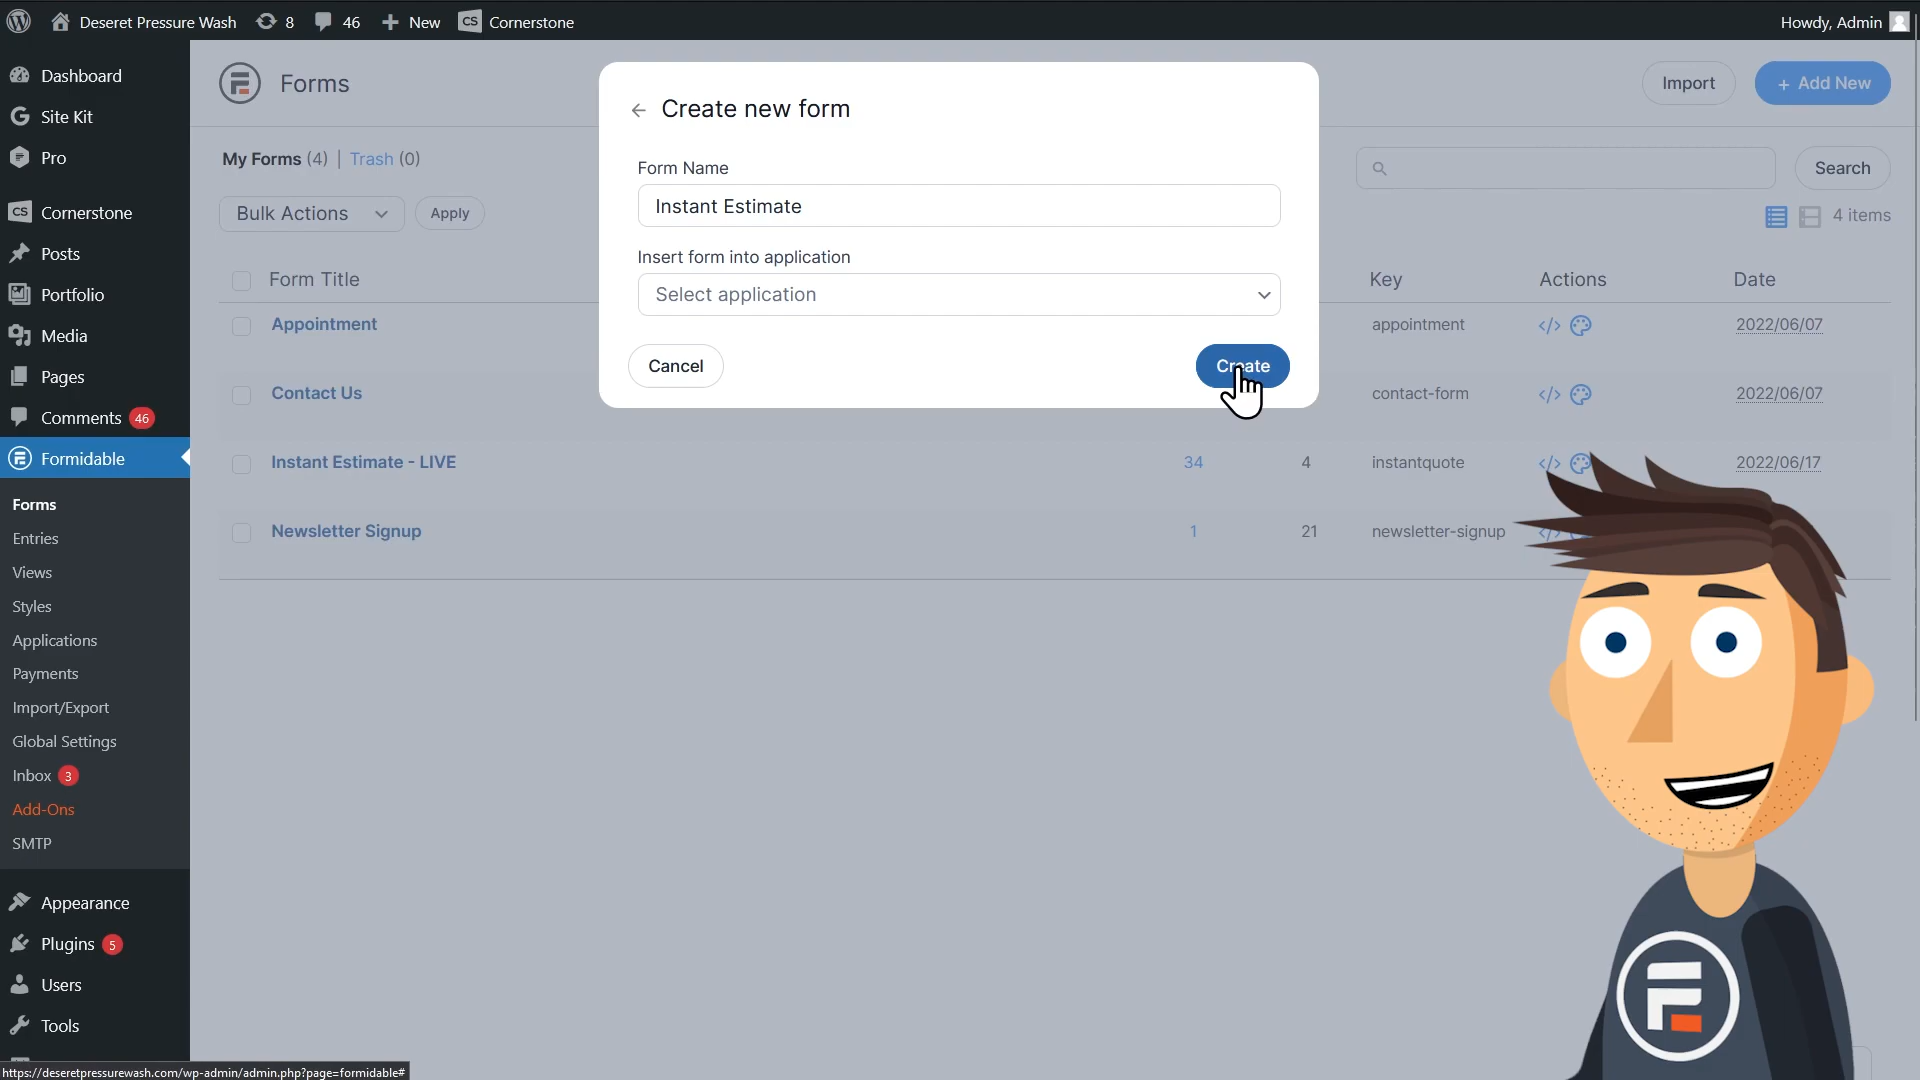 Deseret Pressure Wash 8 46 New CS Cornerstone Howdy, Admin
Dashboard
Site Kit
Pro
CS Cornerstone
Posts
Portfolio
Media
Pages
Comments 46
Formidable
Forms
Entries
Views
Styles
Applications
Payments
Import/Export
Global Settings
Inbox 3
Add-Ons
SMTP
Appearance
Plugins 5
Users
Tools
https://deseretpressurewash.com/wp-admin/admin.php?page=formidable#
Forms
Import
+ Add New
My Forms (4) | Trash (0)
Search
Bulk Actions
Apply
4 items
Form Title Key Actions Date
Appointment appointment 2022/06/07
Contact Us contact-form 2022/06/07
Instant Estimate - LIVE 34 4 instantquote 2022/06/17
Newsletter Signup 1 21 newsletter-signup
Create new form
Form Name
Instant Estimate
Insert form into application
Select application
Cancel
Create